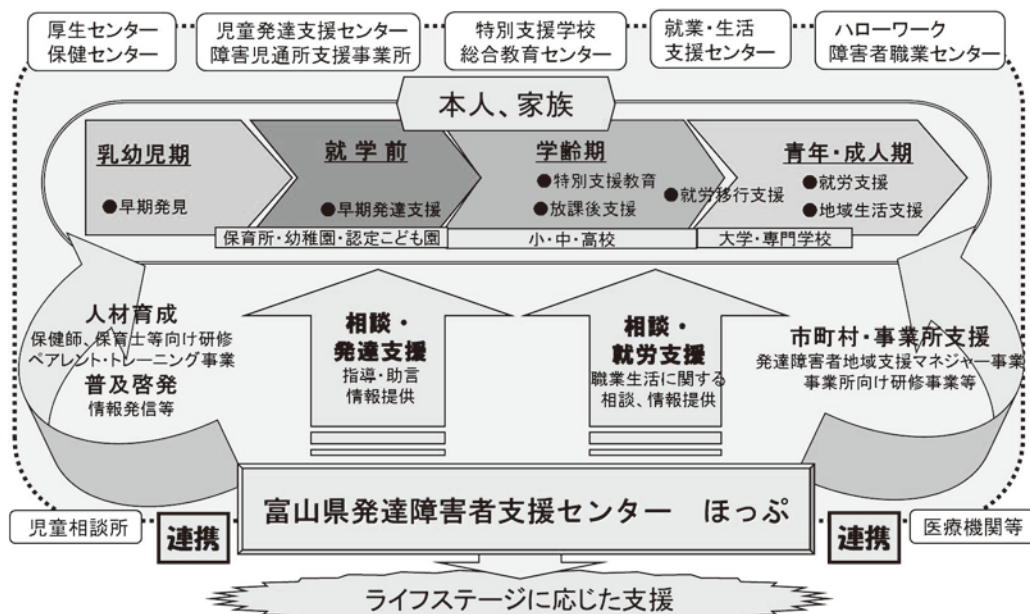 厚生センター
保健センター
児童発達支援センター
障害児通所支援事業所
特別支援学校
総合教育センター
就業・生活
支援センター
ハローワーク
障害者職業センター
本人、家族
乳幼児期
●早期発見
就学前
●早期発達支援
学齢期
●特別支援教育
●放課後支援
●就労移行支援
青年・成人期
●就労支援
●地域生活支援
保育所・幼稚園・認定こども園
小・中・高校
大学・専門学校
人材育成
保健師、保育士等向け研修
ペアレント・トレーニング事業
普及啓発
情報発信等
相談・
発達支援
指導・助言
情報提供
相談・
就労支援
職業生活に関する
相談、情報提供
市町村・事業所支援
発達障害者地域支援マネジャー事業
事業所向け研修事業等
富山県発達障害者支援センター　ほっぷ
児童相談所
連携
連携
医療機関等
ライフステージに応じた支援